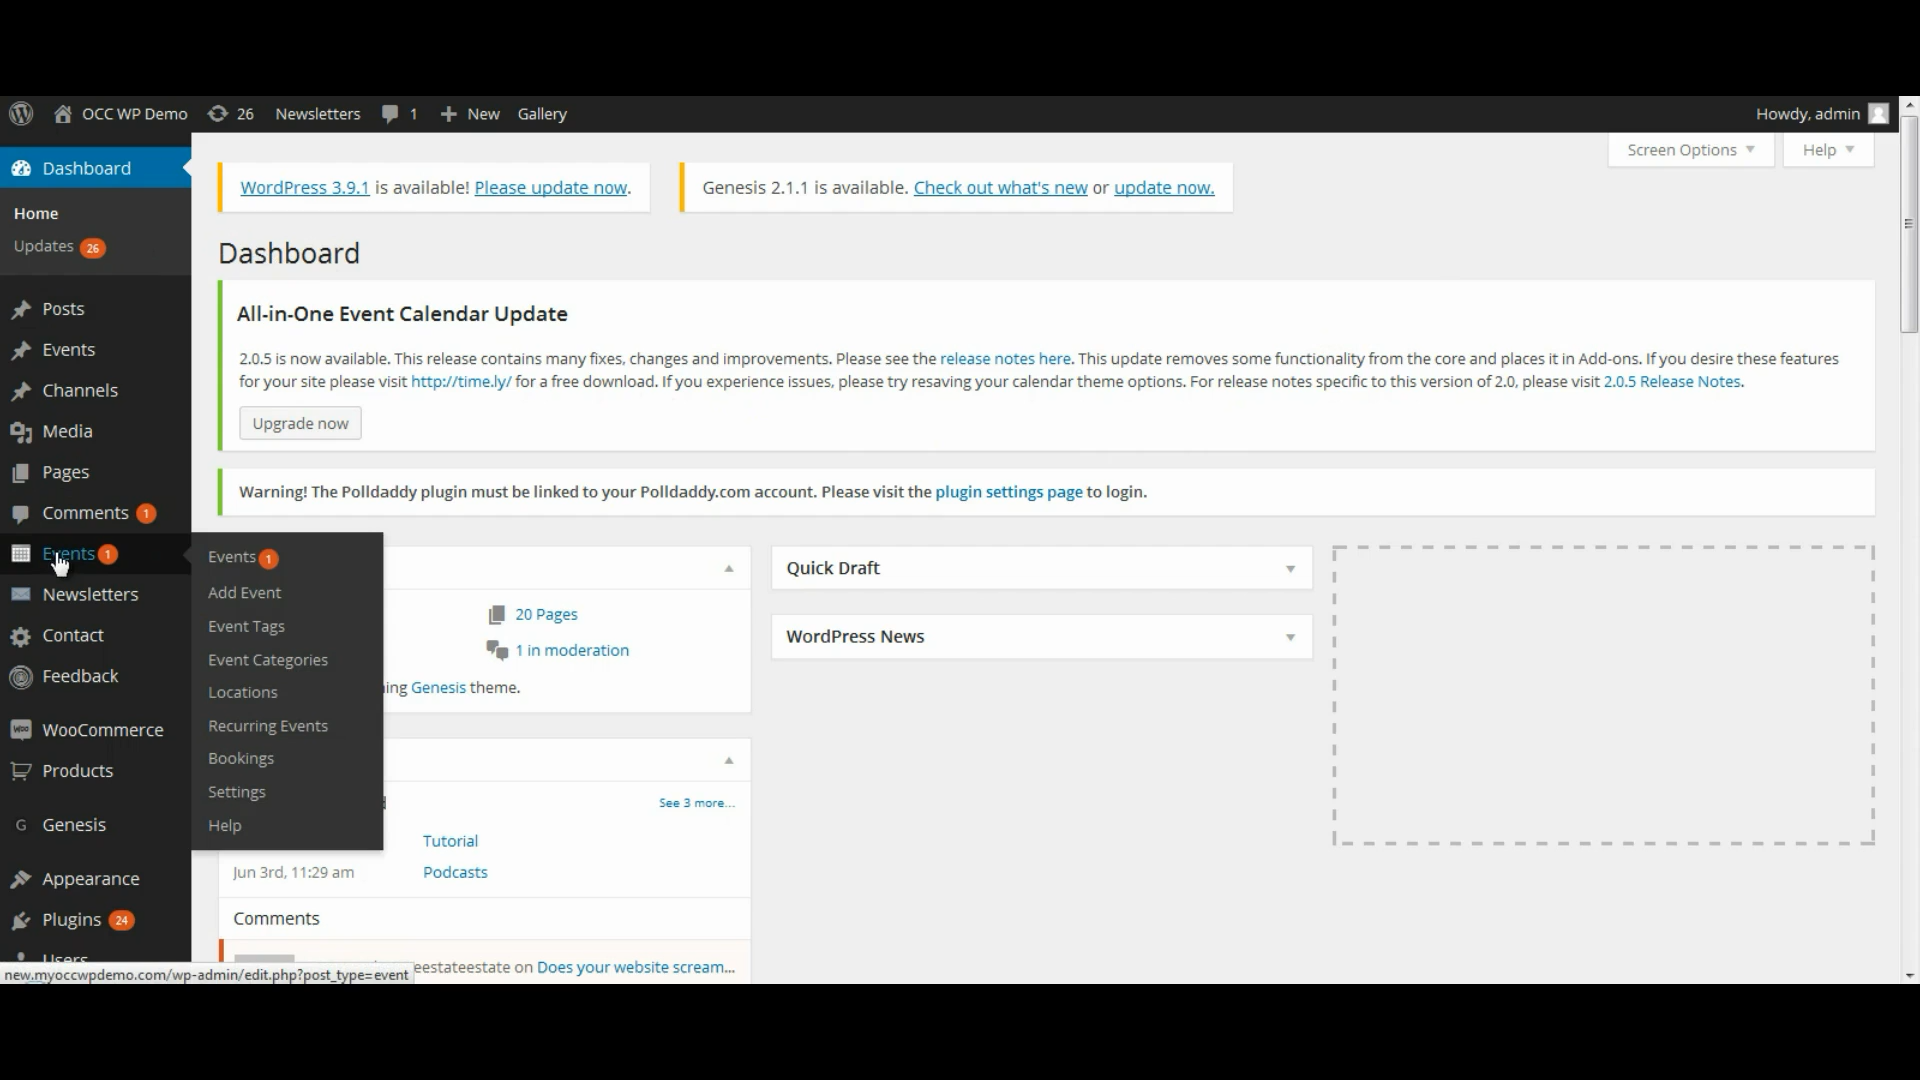 OCC WP Demo 26 Newsletters 1 New Gallery Howdy, admin
Screen Options Help
Dashboard
Home
Updates 26
Posts
Events
Channels
Media
Pages
Comments 1
Events 1
Newsletters
Contact
Feedback
WooCommerce
Products
G Genesis
Appearance
Plugins 24
Users
Events 1
Add Event
Event Tags
Event Categories
Locations
Recurring Events
Bookings
Settings
Help
WordPress 3.9.1 is available! Please update now.
Genesis 2.1.1 is available. Check out what's new or update now.
Dashboard
All-in-One Event Calendar Update
2.0.5 is now available. This release contains many fixes, changes and improvements. Please see the release notes here. This update removes some functionality from the core and places it in Add-ons. If you desire these features
for your site please visit http://time.ly/ for a free download. If you experience issues, please try resaving your calendar theme options. For release notes specific to this version of 2.0, please visit 2.0.5 Release Notes.
Upgrade now
Warning! The Polldaddy plugin must be linked to your Polldaddy.com account. Please visit the plugin settings page to login.
20 Pages
1 in moderation
ing Genesis theme.
See 3 more...
Tutorial
Jun 3rd, 11:29 am Podcasts
Comments
eestateestate on Does your website scream...
Quick Draft
WordPress News
new.myoccwpdemo.com/wp-admin/edit.php?post_type=event